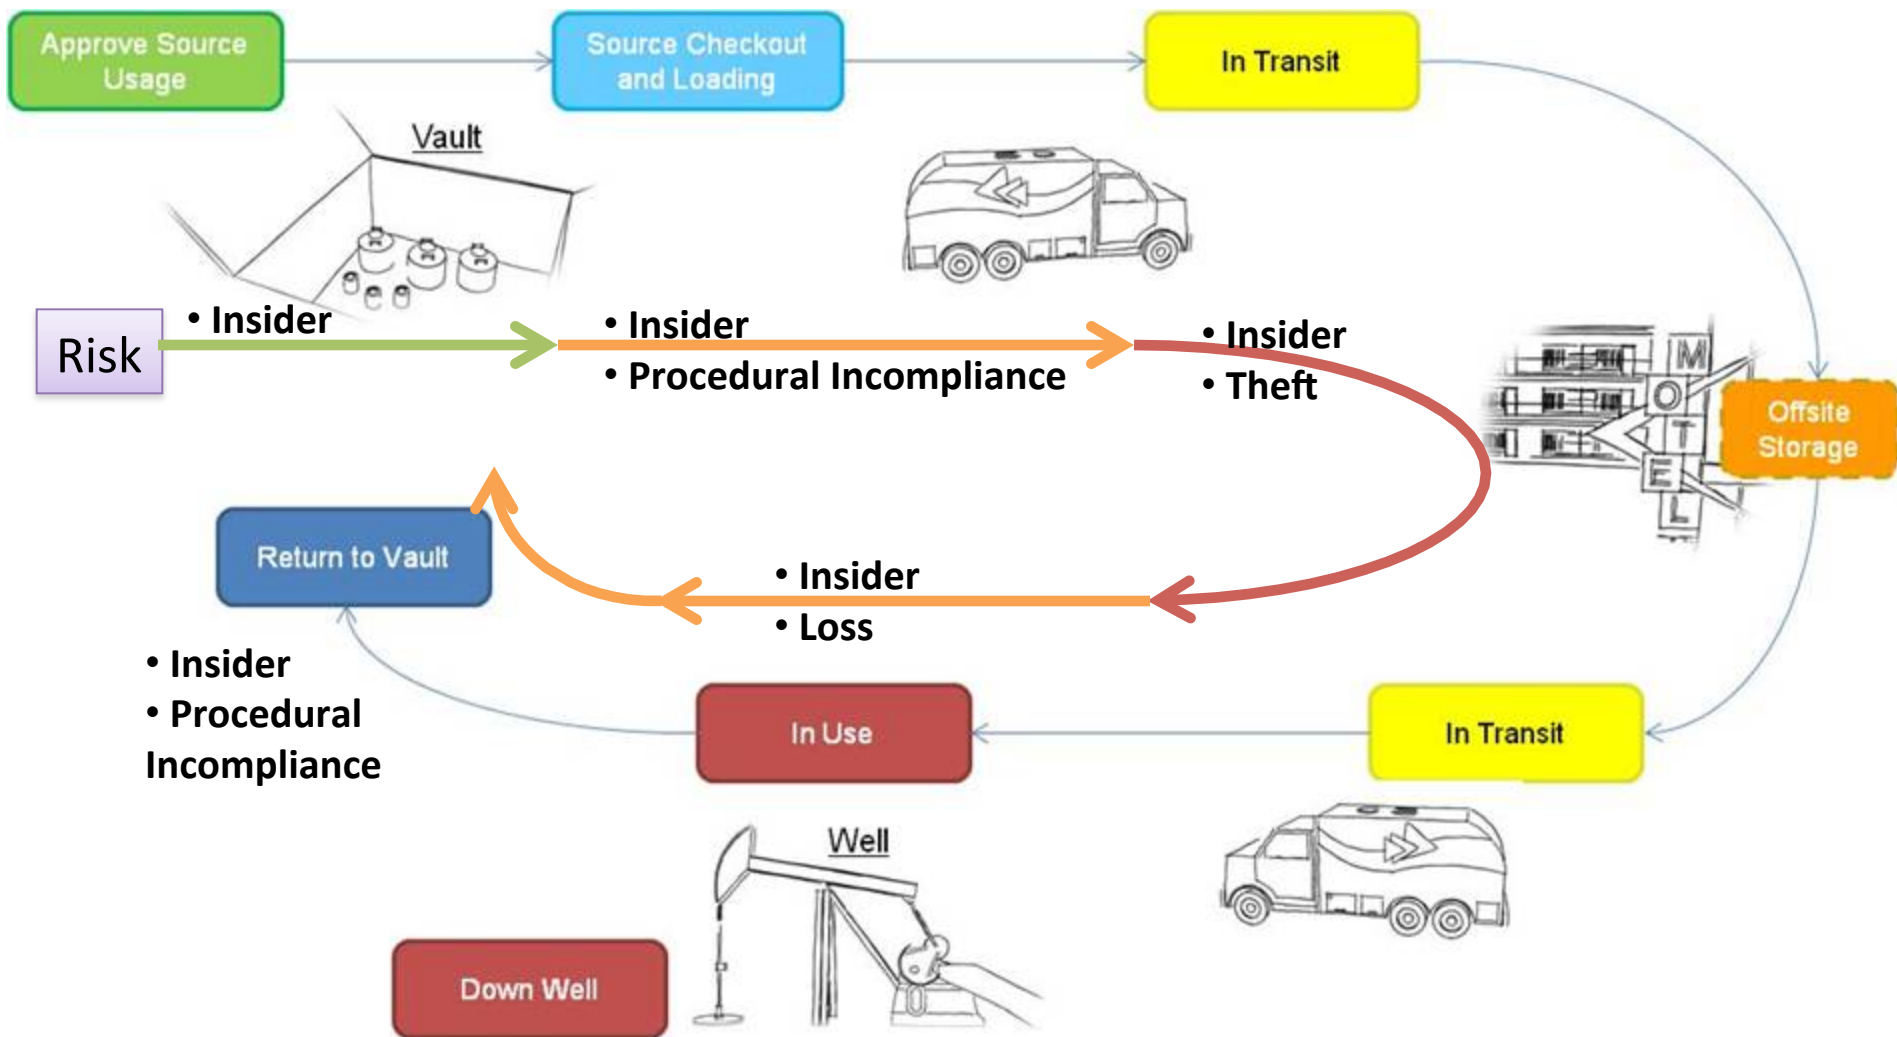 Approve Source
Usage
Source Checkout
and Loading
In Transit
Vault
Risk
• Insider
• Insider
• Procedural Incompliance
• Insider
• Theft
M
O
T
E
L
Offsite
Storage
Return to Vault
• Insider
• Loss
• Insider
• Procedural
Incompliance
In Use
In Transit
Well
Down Well